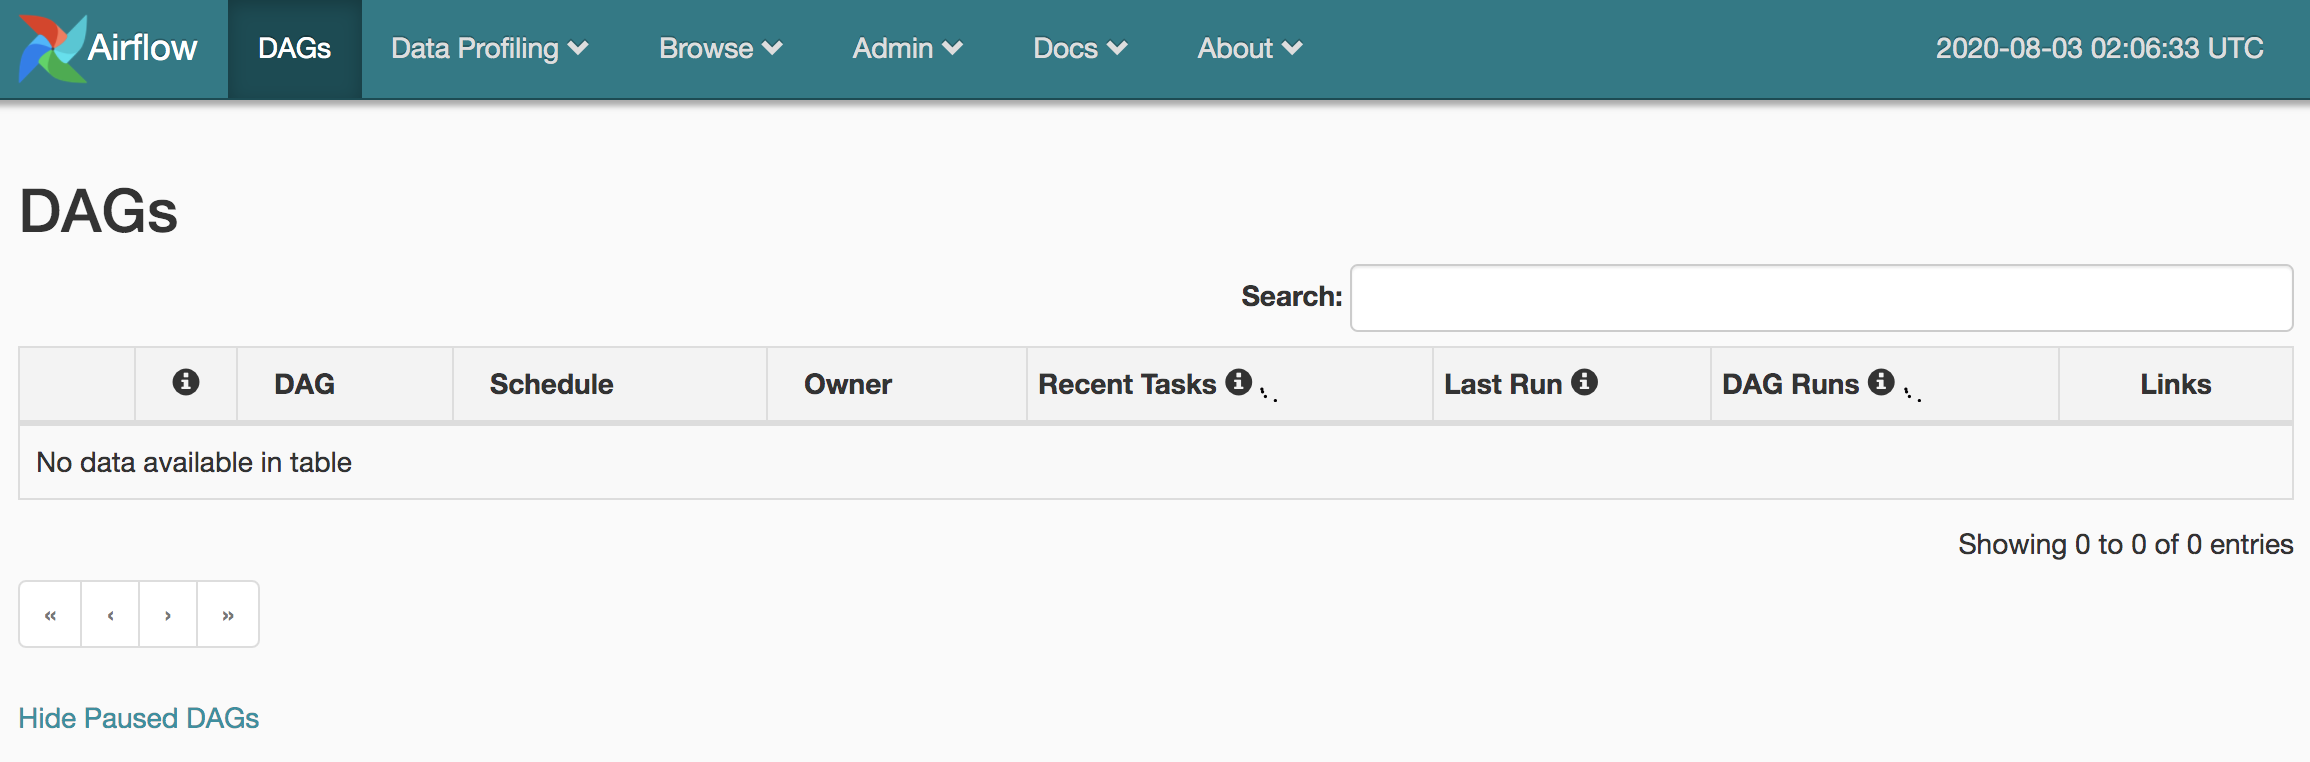 Airflow DAGs Data Profiling Browse Admin Docs About 2020-08-03 02:06:33 UTC
DAGs
Search:
DAG Schedule Owner Recent Tasks Last Run DAG Runs Links
No data available in table
Showing 0 to 0 of 0 entries
« ‹ › »
Hide Paused DAGs